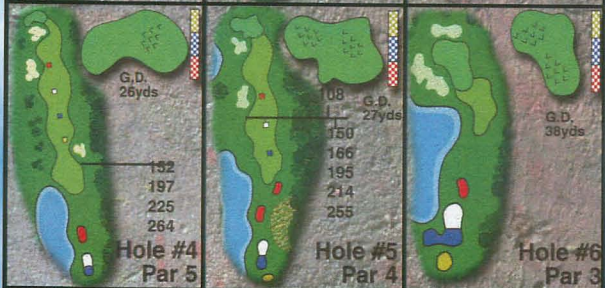 G.D.
26yds
152
197
225
264
Hole #4
Par 5
108
G.D.
27yds
150
166
195
214
255
Hole #5
Par 4
G.D.
38yds
Hole #6
Par 3